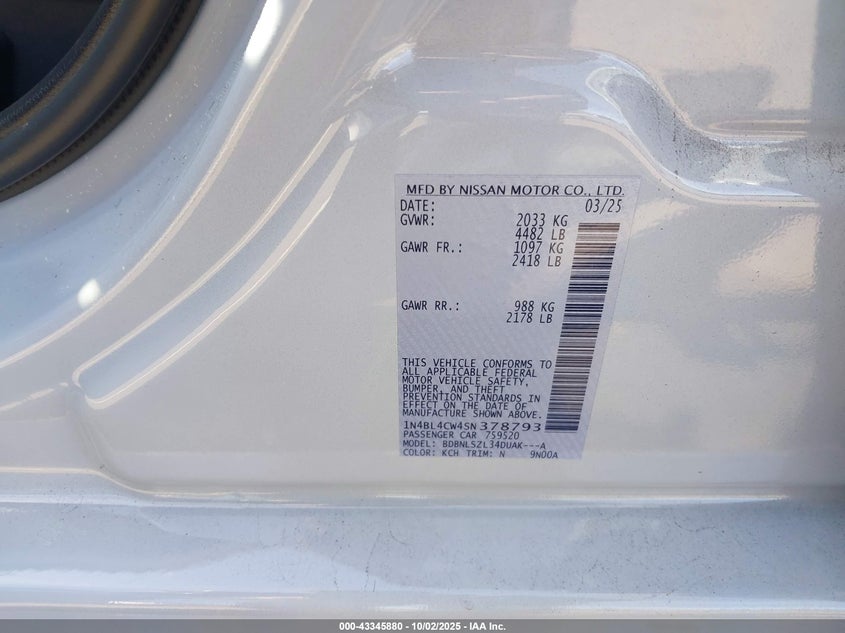 MFD BY NISSAN MOTOR CO., LTD.
DATE: 03/25
GVWR: 2033 KG
4482 LB
GAWR FR.: 1097 KG
2418 LB
GAWR RR.: 988 KG
2178 LB
THIS VEHICLE CONFORMS TO
ALL APPLICABLE FEDERAL
MOTOR VEHICLE SAFETY,
BUMPER, AND THEFT
PREVENTION STANDARDS IN
EFFECT ON THE DATE OF
MANUFACTURE SHOWN ABOVE.
1N4BL4CW4SN378793
PASSENGER CAR 759520
MODEL: BDBNLSZL34DUAK---A
COLOR: KCH TRIM: N 9N00A
000-43345880 - 10/02/2025 - IAA Inc.